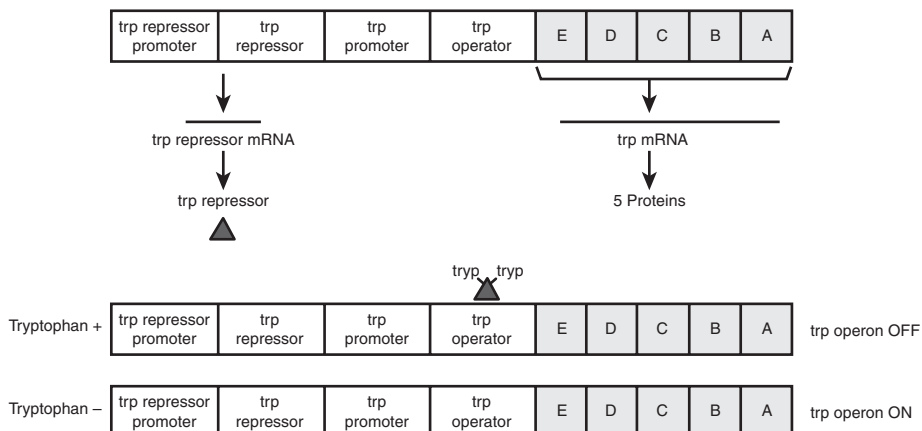 trp repressor promoter
trp repressor
trp promoter
trp operator
E D C B A
trp repressor mRNA
trp mRNA
trp repressor
5 Proteins
tryp tryp
Tryptophan +
trp repressor promoter
trp repressor
trp promoter
trp operator
E D C B A
trp operon OFF
Tryptophan –
trp repressor promoter
trp repressor
trp promoter
trp operator
E D C B A
trp operon ON